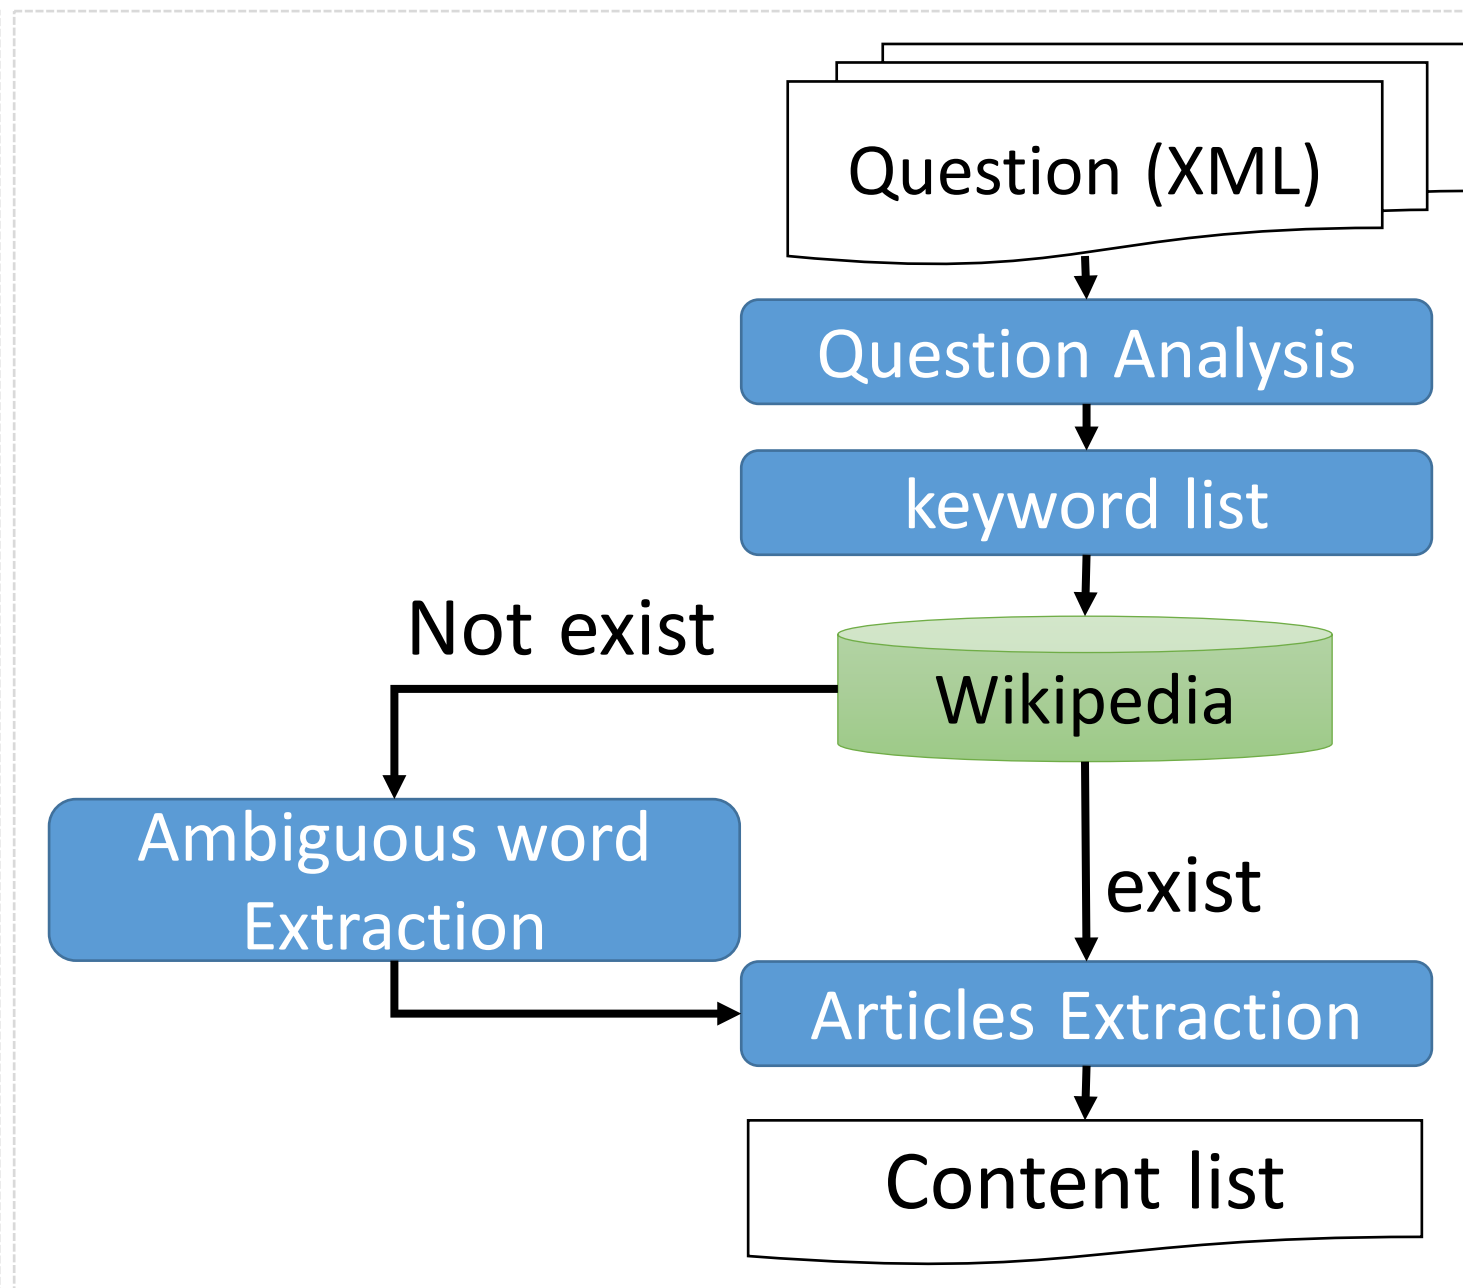 Question (XML)
Question Analysis
keyword list
Not exist
Wikipedia
Ambiguous word
Extraction
exist
Articles Extraction
Content list